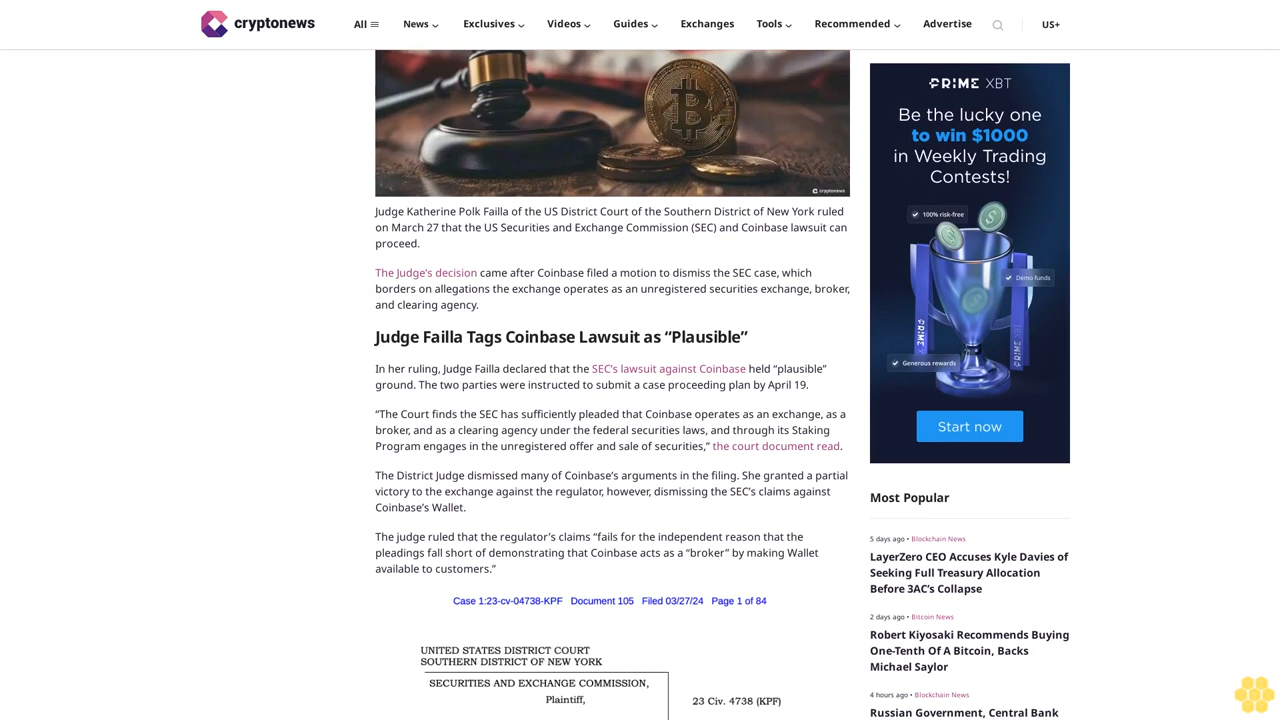 cryptonews
All
News
Exclusives
Videos
Guides
Exchanges
Tools
Recommended
Advertise
US+
cryptonews
Judge Katherine Polk Failla of the US District Court of the Southern District of New York ruled
on March 27 that the US Securities and Exchange Commission (SEC) and Coinbase lawsuit can
proceed.
The Judge’s decision came after Coinbase filed a motion to dismiss the SEC case, which
borders on allegations the exchange operates as an unregistered securities exchange, broker,
and clearing agency.
Judge Failla Tags Coinbase Lawsuit as “Plausible”
In her ruling, Judge Failla declared that the SEC’s lawsuit against Coinbase held “plausible”
ground. The two parties were instructed to submit a case proceeding plan by April 19.
“The Court finds the SEC has sufficiently pleaded that Coinbase operates as an exchange, as a
broker, and as a clearing agency under the federal securities laws, and through its Staking
Program engages in the unregistered offer and sale of securities,” the court document read.
The District Judge dismissed many of Coinbase’s arguments in the filing. She granted a partial
victory to the exchange against the regulator, however, dismissing the SEC’s claims against
Coinbase’s Wallet.
The judge ruled that the regulator’s claims “fails for the independent reason that the
pleadings fall short of demonstrating that Coinbase acts as a “broker” by making Wallet
available to customers.”
Case 1:23-cv-04738-KPF Document 105 Filed 03/27/24 Page 1 of 84
UNITED STATES DISTRICT COURT
SOUTHERN DISTRICT OF NEW YORK
SECURITIES AND EXCHANGE COMMISSION,
Plaintiff,
23 Civ. 4738 (KPF)
PRIME XBT
Be the lucky one
to win $1000
in Weekly Trading
Contests!
100% risk-free
Demo funds
PRIME XBT
PRIME XBT
Generous rewards
Start now
Most Popular
5 days ago • Blockchain News
LayerZero CEO Accuses Kyle Davies of
Seeking Full Treasury Allocation
Before 3AC’s Collapse
2 days ago • Bitcoin News
Robert Kiyosaki Recommends Buying
One-Tenth Of A Bitcoin, Backs
Michael Saylor
4 hours ago • Blockchain News
Russian Government, Central Bank